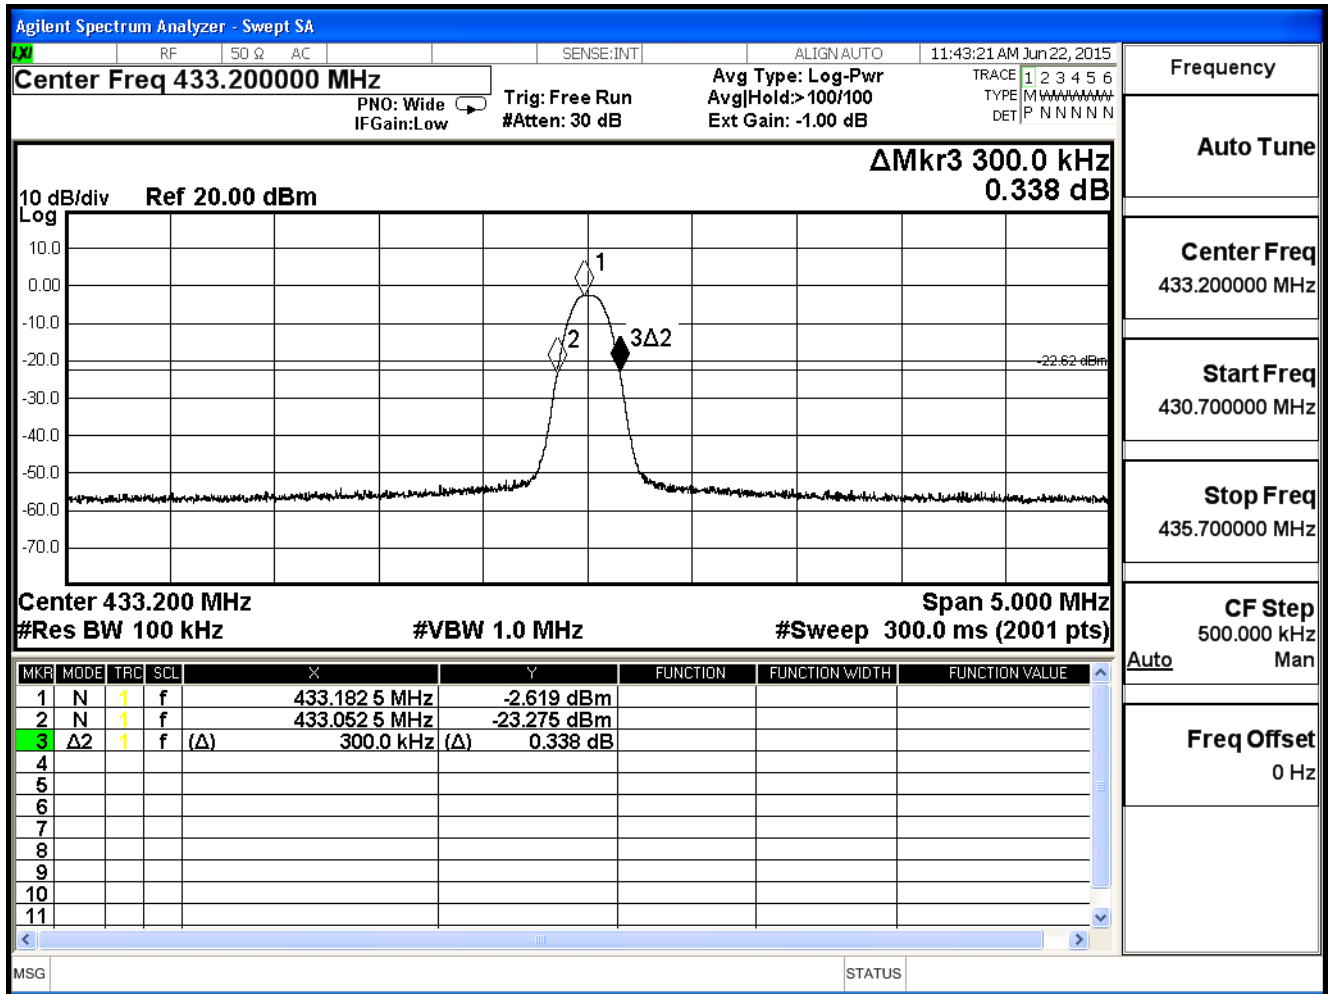 Agilent Spectrum Analyzer - Swept SA
LXI RF 50 Ω AC SENSE:INT ALIGN AUTO 11:43:21 AM Jun 22, 2015
Center Freq 433.200000 MHz
PNO: Wide
IFGain:Low
Trig: Free Run
#Atten: 30 dB
Avg Type: Log-Pwr
Avg|Hold:>100/100
Ext Gain: -1.00 dB
TRACE 1 2 3 4 5 6
TYPE M W W W W W
DET P N N N N N
ΔMkr3 300.0 kHz
0.338 dB
10 dB/div Ref 20.00 dBm
Log
10.0
0.00
-10.0
-20.0
-30.0
-40.0
-50.0
-60.0
-70.0
1
2
3Δ2
-22.62 dBm
Center 433.200 MHz Span 5.000 MHz
#Res BW 100 kHz #VBW 1.0 MHz #Sweep 300.0 ms (2001 pts)
MKR MODE TRC SCL X Y FUNCTION FUNCTION WIDTH FUNCTION VALUE
1 N 1 f 433.182 5 MHz -2.619 dBm
2 N 1 f 433.052 5 MHz -23.275 dBm
3 Δ2 1 f (Δ) 300.0 kHz (Δ) 0.338 dB
4
5
6
7
8
9
10
11
MSG STATUS
Frequency
Auto Tune
Center Freq
433.200000 MHz
Start Freq
430.700000 MHz
Stop Freq
435.700000 MHz
CF Step
500.000 kHz
Auto Man
Freq Offset
0 Hz